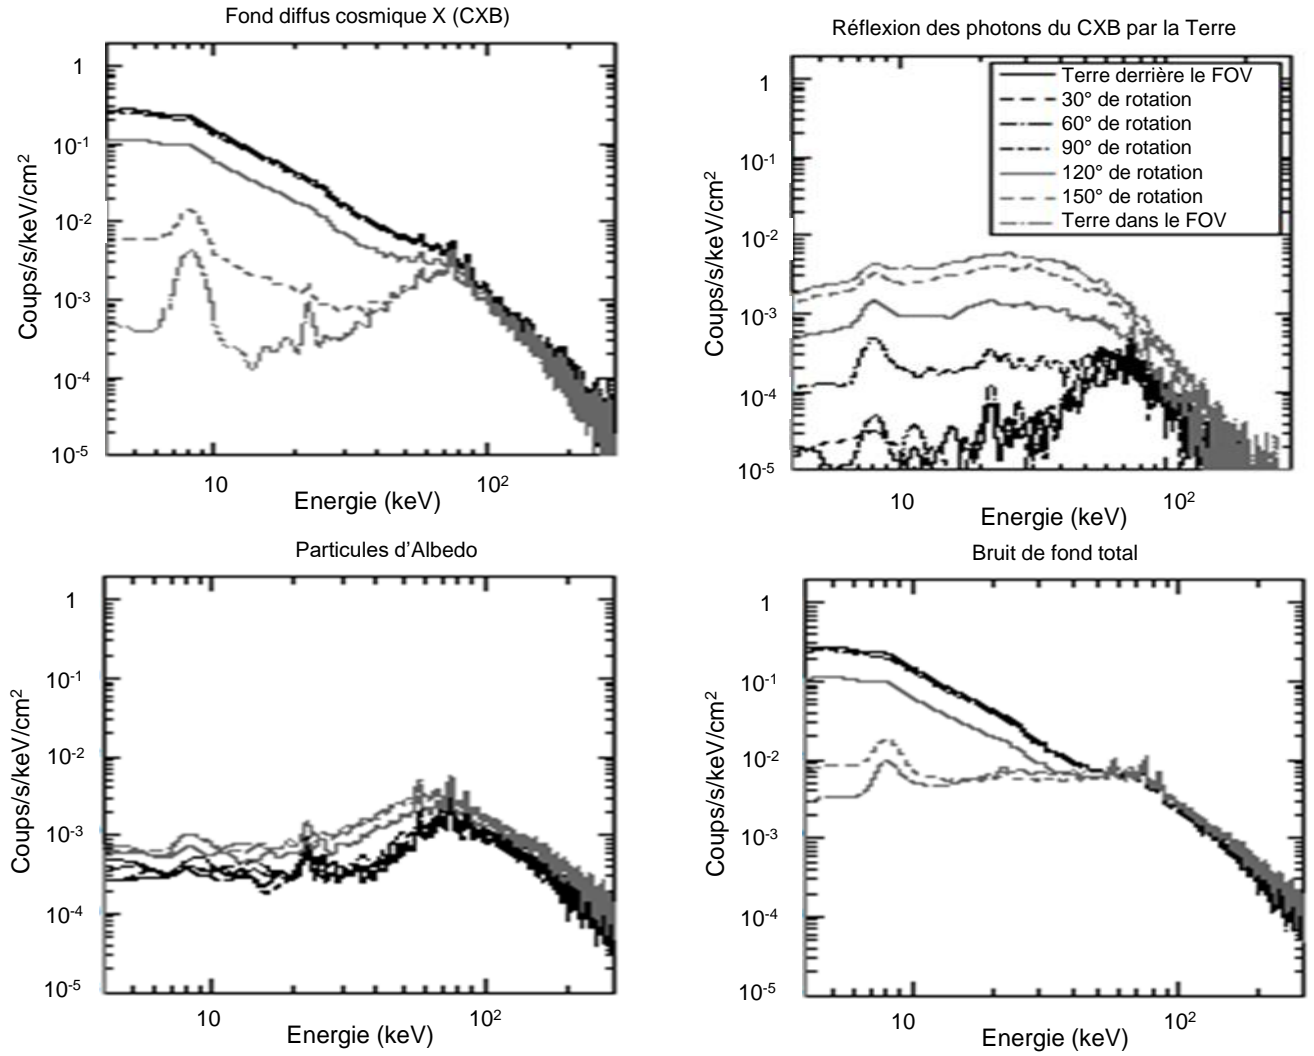 Fond diffus cosmique X (CXB)
1
10-1
10-2
10-3
10-4
10-5
Coups/s/keV/cm2
10
102
Energie (keV)
Réflexion des photons du CXB par la Terre
Terre derrière le FOV
30° de rotation
60° de rotation
90° de rotation
120° de rotation
150° de rotation
Terre dans le FOV
1
10-1
10-2
10-3
10-4
10-5
Coups/s/keV/cm2
10
102
Energie (keV)
Particules d’Albedo
1
10-1
10-2
10-3
10-4
10-5
Coups/s/keV/cm2
10
102
Energie (keV)
Bruit de fond total
1
10-1
10-2
10-3
10-4
10-5
Coups/s/keV/cm2
10
102
Energie (keV)